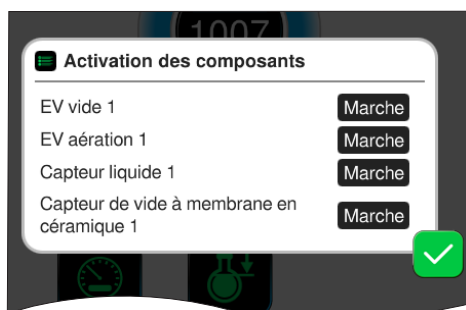 1007
Activation des composants
EV vide 1
Marche
EV aération 1
Marche
Capteur liquide 1
Marche
Capteur de vide à membrane en
céramique 1
Marche